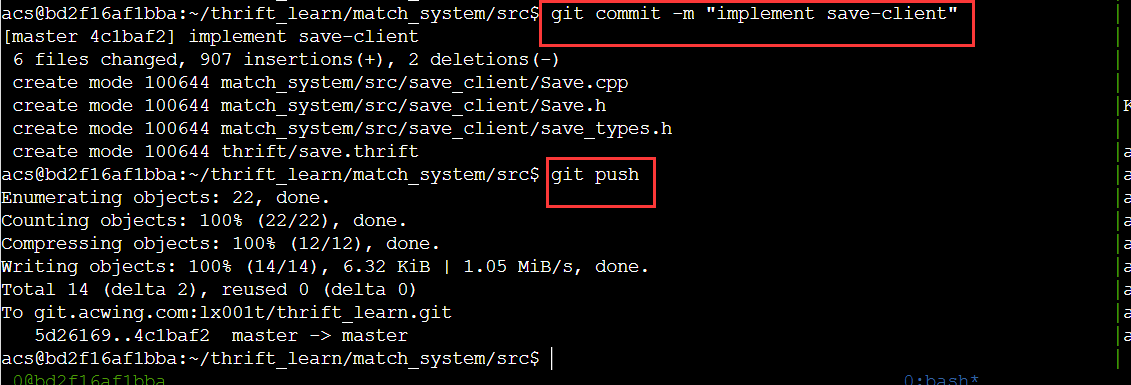 acs@bd2f16af1bba:~/thrift_learn/match_system/src$ git commit -m "implement save-client"
[master 4c1baf2] implement save-client
 6 files changed, 907 insertions(+), 2 deletions(-)
 create mode 100644 match_system/src/save_client/Save.cpp
 create mode 100644 match_system/src/save_client/Save.h
 create mode 100644 match_system/src/save_client/save_types.h
 create mode 100644 thrift/save.thrift
acs@bd2f16af1bba:~/thrift_learn/match_system/src$ git push
Enumerating objects: 22, done.
Counting objects: 100% (22/22), done.
Compressing objects: 100% (12/12), done.
Writing objects: 100% (14/14), 6.32 KiB | 1.05 MiB/s, done.
Total 14 (delta 2), reused 0 (delta 0)
To git.acwing.com:lx001t/thrift_learn.git
   5d26169..4c1baf2  master -> master
acs@bd2f16af1bba:~/thrift_learn/match_system/src$
0@bd2f16af1bba 0:bash*